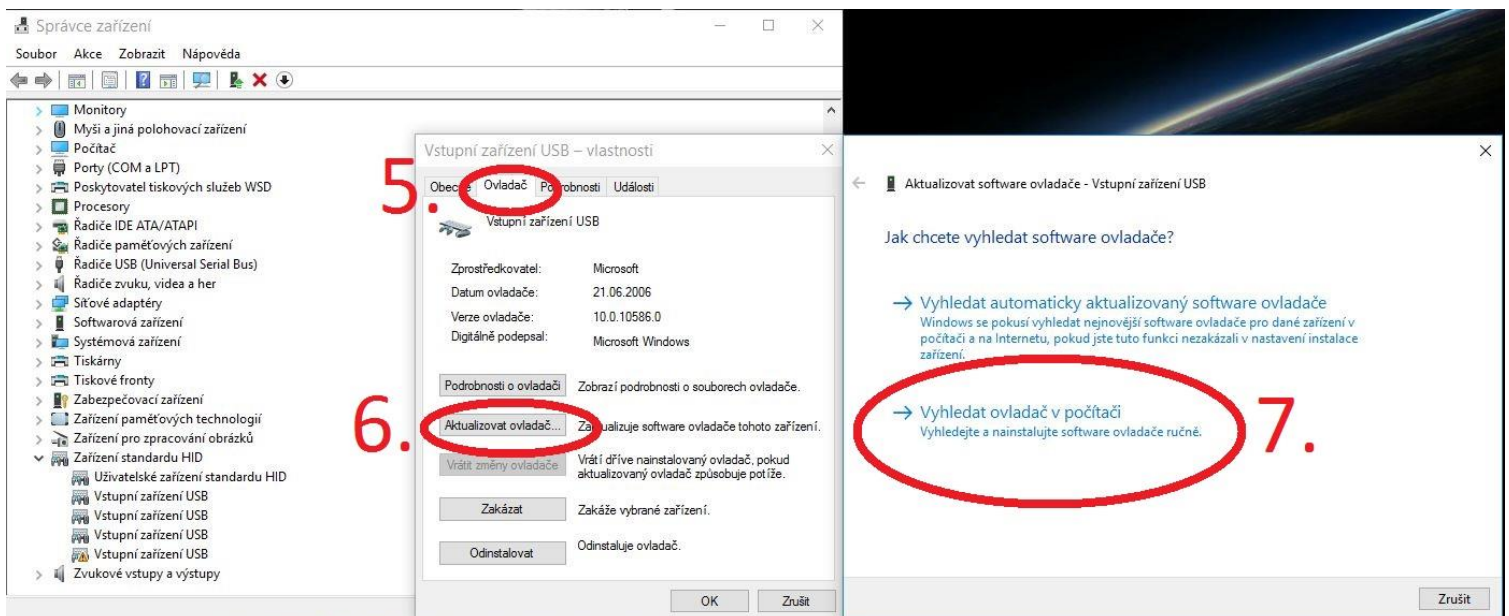 Správce zařízení
Soubor Akce Zobrazit Nápověda
Monitory
Myši a jiná polohovací zařízení
Počítač
Porty (COM a LPT)
Poskytovatel tiskových služeb WSD
Procesory
Řadiče IDE ATA/ATAPI
Řadiče paměťových zařízení
Řadiče USB (Universal Serial Bus)
Řadiče zvuku, videa a her
Síťové adaptéry
Softwarová zařízení
Systémová zařízení
Tiskárny
Tiskové fronty
Zabezpečovací zařízení
Zařízení paměťových technologií
Zařízení pro zpracování obrázků
Zařízení standardu HID
Uživatelské zařízení standardu HID
Vstupní zařízení USB
Vstupní zařízení USB
Vstupní zařízení USB
Vstupní zařízení USB
Zvukové vstupy a výstupy
5.
Vstupní zařízení USB – vlastnosti
Obecné Ovladač Podrobnosti Události
Vstupní zařízení USB
Zprostředkovatel: Microsoft
Datum ovladače: 21.06.2006
Verze ovladače: 10.0.10586.0
Digitálně podepsal: Microsoft Windows
Podrobnosti o ovladači Zobrazí podrobnosti o souborech ovladače.
6.
Aktualizovat ovladač... Zaktualizuje software ovladače tohoto zařízení.
Vrátit změny ovladače Vrátí dříve nainstalovaný ovladač, pokud
aktualizovaný ovladač způsobuje potíže.
Zakázat Zakáže vybrané zařízení.
Odinstalovat Odinstaluje ovladač.
OK Zrušit
Aktualizovat software ovladače - Vstupní zařízení USB
Jak chcete vyhledat software ovladače?
Vyhledat automaticky aktualizovaný software ovladače
Windows se pokusí vyhledat nejnovější software ovladače pro dané zařízení v
počítači a na Internetu, pokud jste tuto funkci nezakázali v nastavení instalace
zařízení.
Vyhledat ovladač v počítači
Vyhledejte a nainstalujte software ovladače ručně.
7.
Zrušit